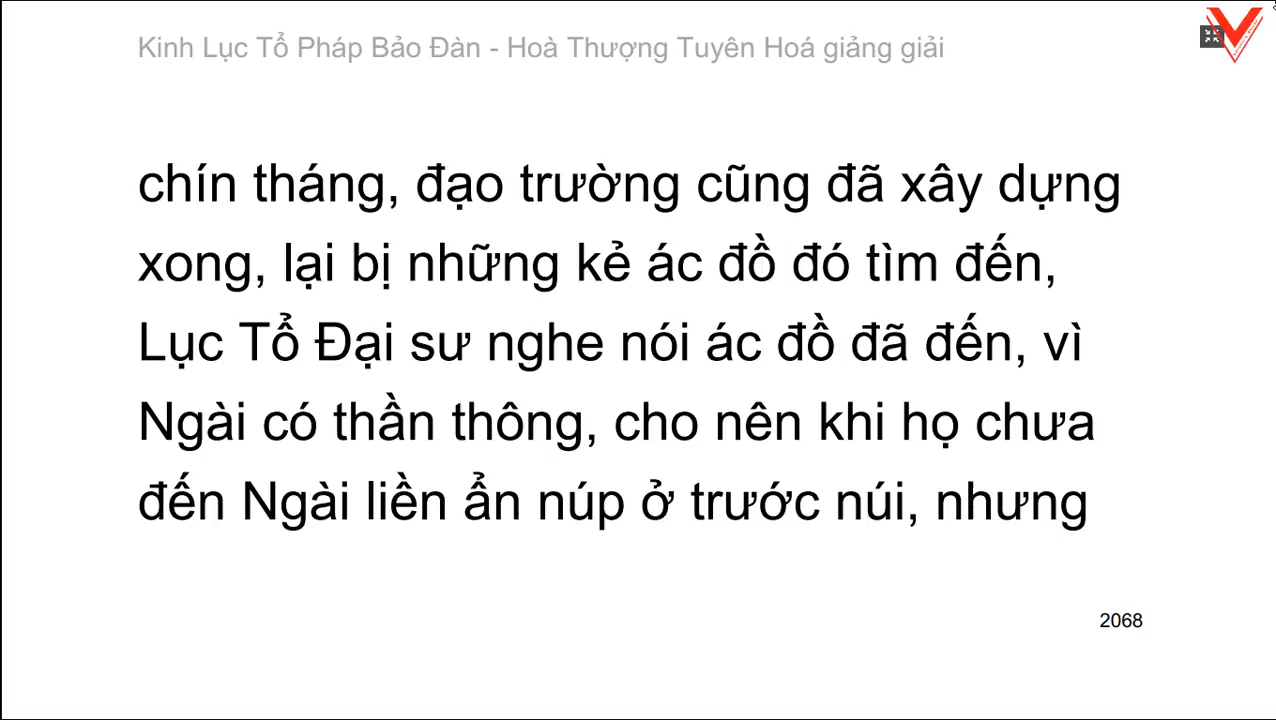 Kinh Lục Tổ Pháp Bảo Đàn - Hoà Thượng Tuyên Hoá giảng giải
chín tháng, đạo trường cũng đã xây dựng
xong, lại bị những kẻ ác đồ đó tìm đến,
Lục Tổ Đại sư nghe nói ác đồ đã đến, vì
Ngài có thần thông, cho nên khi họ chưa
đến Ngài liền ẩn núp ở trước núi, nhưng
2068